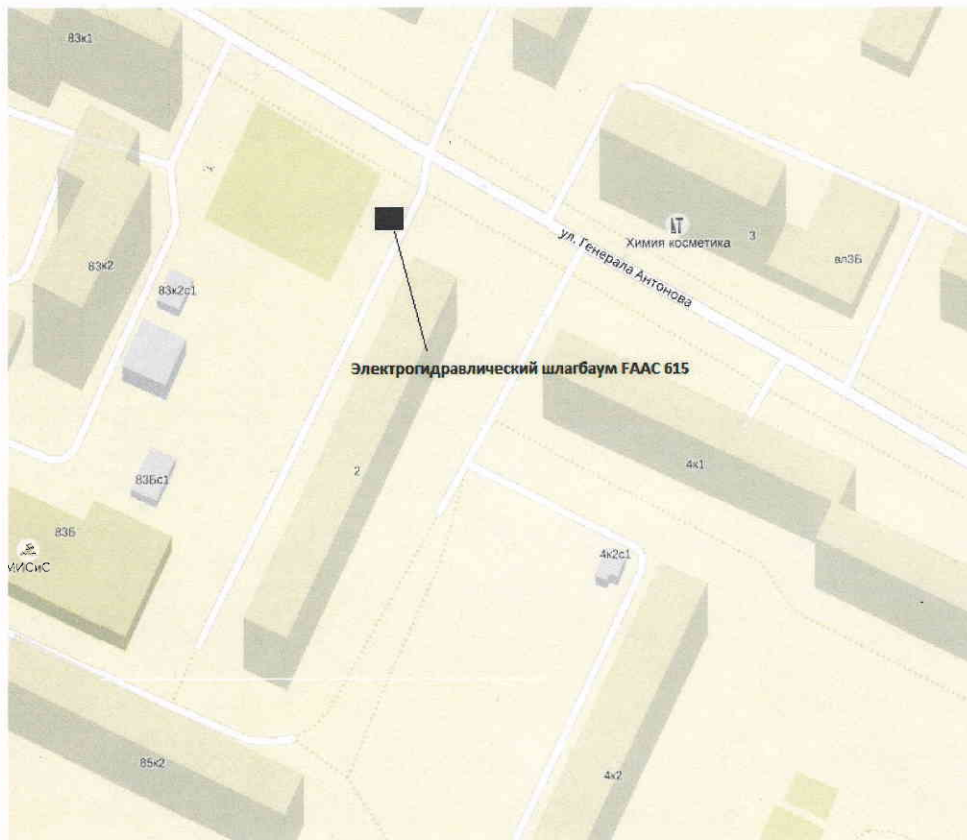 83к1
ул. Генерала Антонова
Химия косметика
3
вл3Б
83к2
83к2с1
Электрогидравлический шлагбаум FAAC 615
2
4к1
83Бс1
83Б
МИСиС
4к2с1
85к2
4к2